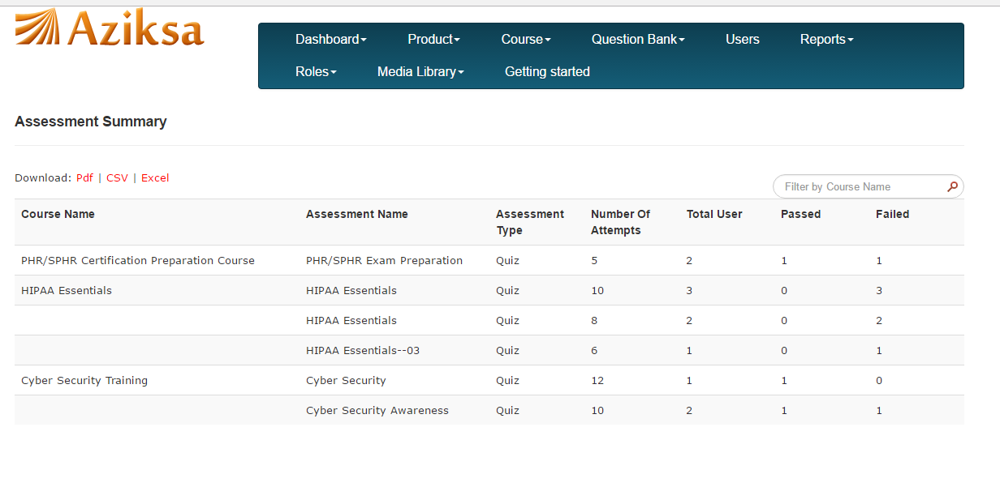 Aziksa
Dashboard Product Course Question Bank Users Reports
Roles Media Library Getting started
Assessment Summary
Download: Pdf | CSV | Excel
Filter by Course Name
Course Name Assessment Name Assessment Type Number Of Attempts Total User Passed Failed
PHR/SPHR Certification Preparation Course PHR/SPHR Exam Preparation Quiz 5 2 1 1
HIPAA Essentials HIPAA Essentials Quiz 10 3 0 3
HIPAA Essentials Quiz 8 2 0 2
HIPAA Essentials--03 Quiz 6 1 0 1
Cyber Security Training Cyber Security Quiz 12 1 1 0
Cyber Security Awareness Quiz 10 2 1 1